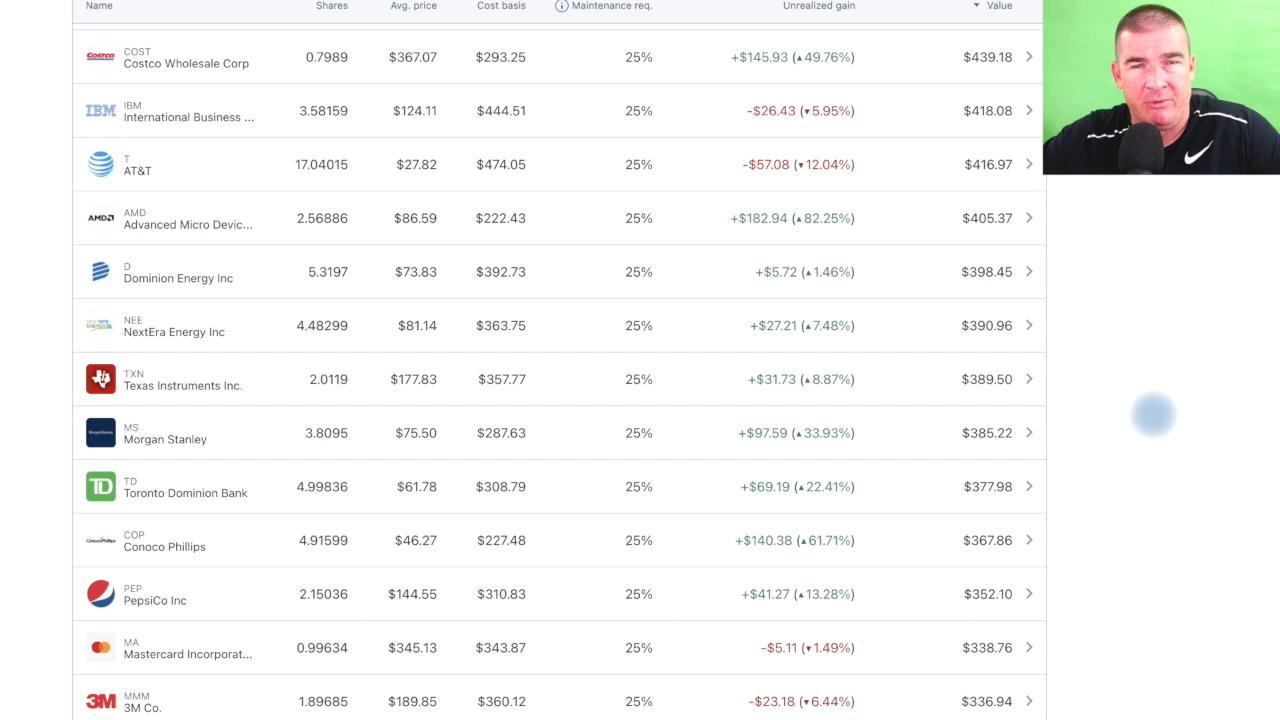 Name Shares Avg. price Cost basis i Maintenance req. Unrealized gain ▼ Value
COSTCO WHOLESALE COST
Costco Wholesale Corp 0.7989 $367.07 $293.25 25% +$145.93 (▲49.76%) $439.18
IBM IBM
International Business ... 3.58159 $124.11 $444.51 25% -$26.43 (▼5.95%) $418.08
T
AT&T 17.04015 $27.82 $474.05 25% -$57.08 (▼12.04%) $416.97
AMD AMD
Advanced Micro Devic... 2.56886 $86.59 $222.43 25% +$182.94 (▲82.25%) $405.37
D
Dominion Energy Inc 5.3197 $73.83 $392.73 25% +$5.72 (▲1.46%) $398.45
NEXTera ENERGY NEE
NextEra Energy Inc 4.48299 $81.14 $363.75 25% +$27.21 (▲7.48%) $390.96
TXN
Texas Instruments Inc. 2.0119 $177.83 $357.77 25% +$31.73 (▲8.87%) $389.50
MorganStanley MS
Morgan Stanley 3.8095 $75.50 $287.63 25% +$97.59 (▲33.93%) $385.22
TD TD
Toronto Dominion Bank 4.99836 $61.78 $308.79 25% +$69.19 (▲22.41%) $377.98
ConocoPhillips COP
Conoco Phillips 4.91599 $46.27 $227.48 25% +$140.38 (▲61.71%) $367.86
PEP
PepsiCo Inc 2.15036 $144.55 $310.83 25% +$41.27 (▲13.28%) $352.10
MA
Mastercard Incorporat... 0.99634 $345.13 $343.87 25% -$5.11 (▼1.49%) $338.76
3M MMM
3M Co. 1.89685 $189.85 $360.12 25% -$23.18 (▼6.44%) $336.94